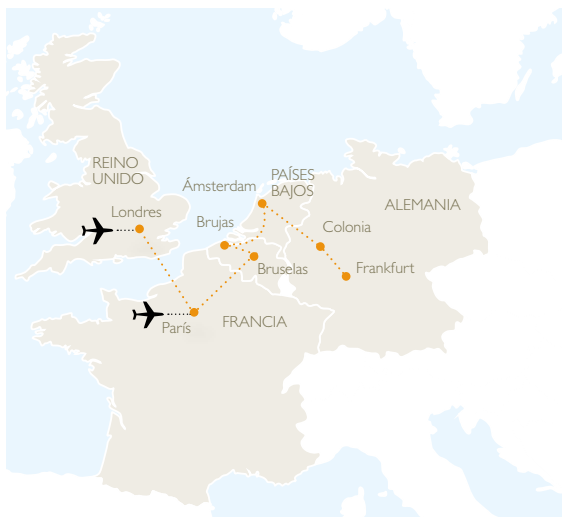 REINO
UNIDO
PAÍSES
BAJOS
Ámsterdam
ALEMANIA
Londres
Brujas
Colonia
Bruselas
Frankfurt
París
FRANCIA